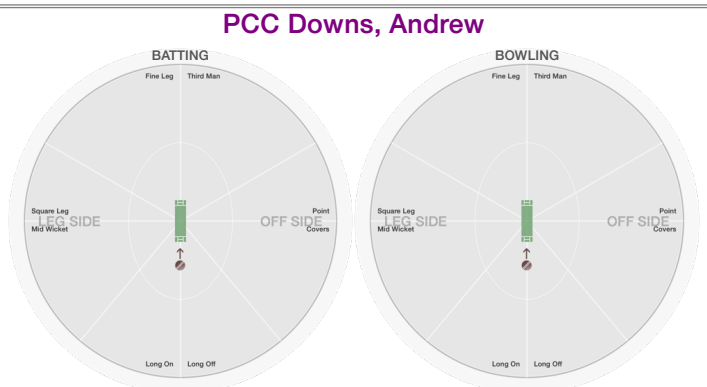 PCC Downs, Andrew
BATTING
Fine Leg Third Man
Square Leg
LEG SIDE
Mid Wicket
Point
OFF SIDE
Covers
Long On Long Off
BOWLING
Fine Leg Third Man
Square Leg
LEG SIDE
Mid Wicket
Point
OFF SIDE
Covers
Long On Long Off